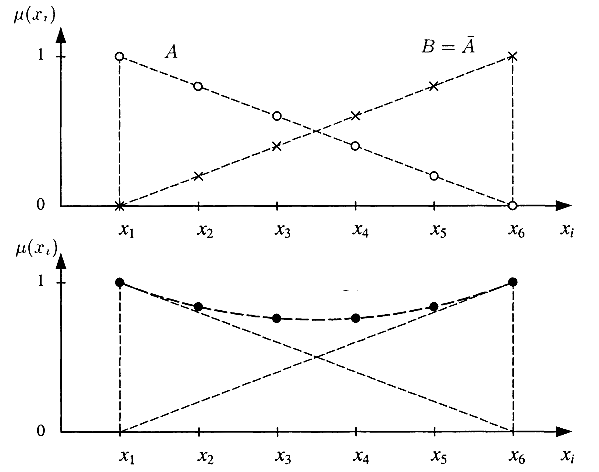 μ(xᵢ)
1
A
B = Ā
0
x₁ x₂ x₃ x₄ x₅ x₆ xᵢ
μ(xᵢ)
1
0
x₁ x₂ x₃ x₄ x₅ x₆ xᵢ